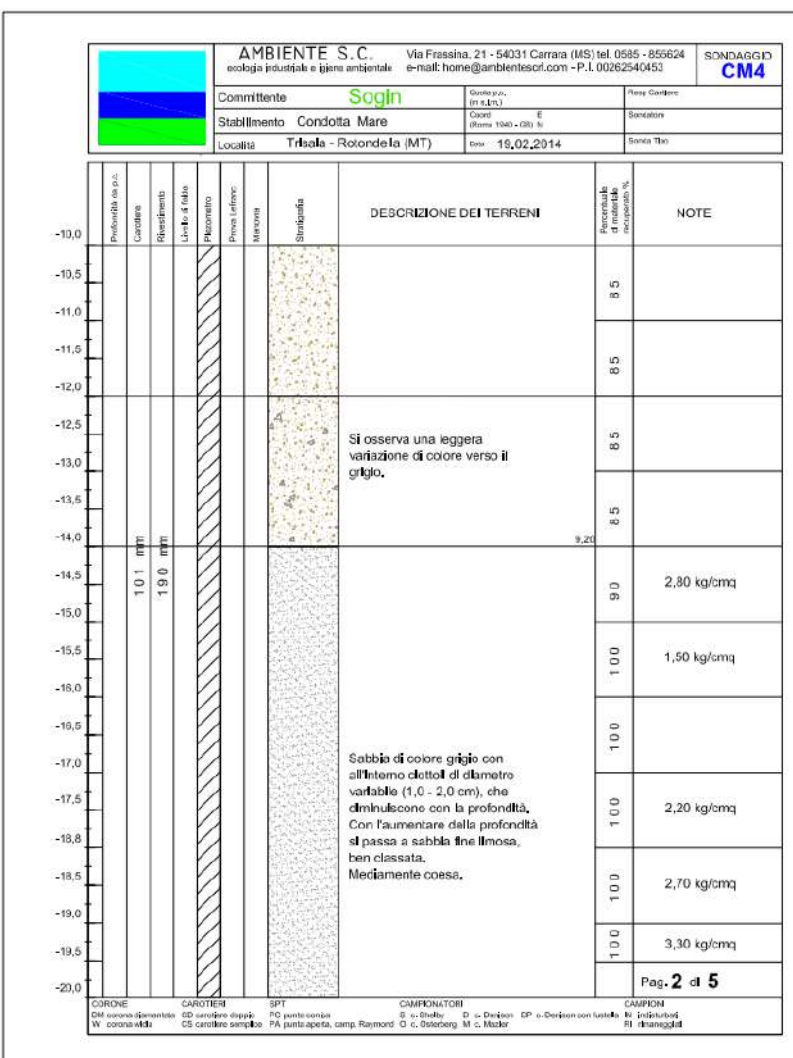 AMBIENTE S.C.
ecologia industriale e igiene ambientale
Via Frassina, 21 - 54031 Carrara (MS) tel. 0585 - 855624
e-mail: home@ambientescrl.com - P.I. 00262540453
SONDAGGIO
CM4
Committente Sogin
Quota p.c.
(m s.l.m.)
Resp Cantiere
Stabilimento Condotta Mare
Coord E
(Roma 1940 - GB) N
Sondatori
Località Trisaia - Rotondella (MT)
Data 19.02.2014
Sonda Tipo
Profondità da p.c.
Carotiere
Rivestimento
Livello di falda
Piezometro
Prova Lefranc
Manovra
Stratigrafia
DESCRIZIONE DEI TERRENI
Percentuale
di materiale
recuperato %
NOTE
-10,0
-10,5
85
-11,0
-11,5
85
-12,0
-12,5
Si osserva una leggera
variazione di colore verso il
grigio.
85
-13,0
-13,5
85
-14,0
9,20
101 mm
190 mm
-14,5
90
2,80 kg/cmq
-15,0
-15,5
100
1,50 kg/cmq
-16,0
-16,5
100
-17,0
Sabbia di colore grigio con
all'interno ciottoli di diametro
variabile (1,0 - 2,0 cm), che
diminuiscono con la profondità.
Con l'aumentare della profondità
si passa a sabbia fine limosa,
ben classata.
Mediamente coesa.
-17,5
100
2,20 kg/cmq
-18,8
-18,5
100
2,70 kg/cmq
-19,0
-19,5
100
3,30 kg/cmq
-20,0
Pag. 2 di 5
CORONE
DM corona diamantata
W corona widia
CAROTIERI
CD carotiere doppio
CS carotiere semplice
SPT
PC punta conica
PA punta aperta, camp. Raymond
CAMPIONATORI
S c. Shelby D c. Denison DP c. Denison con fustella
O c. Osterberg M c. Mazier
CAMPIONI
IN indisturbati
RI rimaneggiati